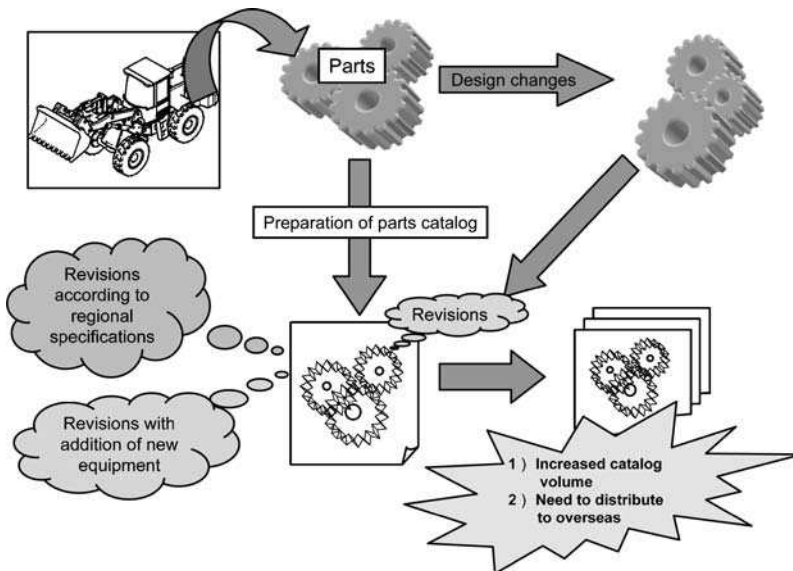 Parts
Design changes
Preparation of parts catalog
Revisions
according to
regional
specifications
Revisions
Revisions with
addition of new
equipment
1 ) Increased catalog
volume
2 ) Need to distribute
to overseas